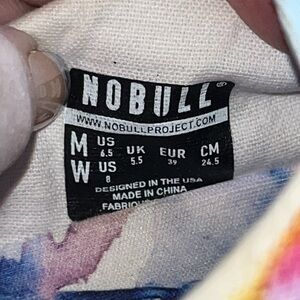 NOBULL®
WWW.NOBULLPROJECT.COM
M US 6.5 UK 5.5 EUR 39 CM 24.5
W US 8
DESIGNED IN THE USA
MADE IN CHINA